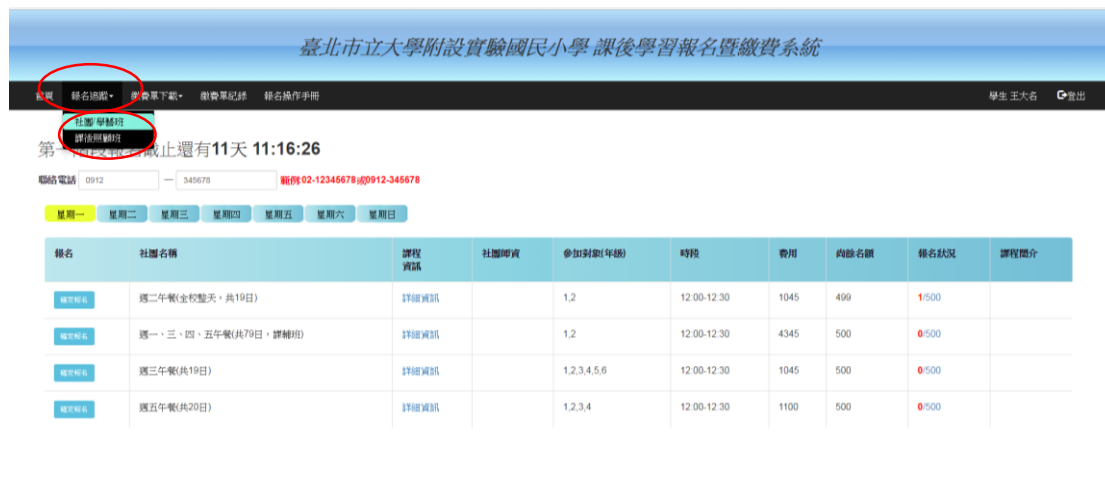 臺北市立大學附設實驗國民小學 課後學習報名暨繳費系統
首頁 報名追蹤 繳費單下載 繳費單紀錄 報名操作手冊 學生 王大名 登出
社團/學藝班
課後照顧班
第一階段報名截止還有11天 11:16:26
聯絡電話 0912 — 345678 範例:02-12345678或0912-345678
星期一 星期二 星期三 星期四 星期五 星期六 星期日
報名 社團名稱 課程資訊 社團師資 參加對象(年級) 時段 費用 尚餘名額 報名狀況 課程簡介
確定報名 週二午餐(全校整天,共19日) 詳細資訊 1,2 12:00-12:30 1045 499 1/500
確定報名 週一、三、四、五午餐(共79日,課輔班) 詳細資訊 1,2 12:00-12:30 4345 500 0/500
確定報名 週三午餐(共19日) 詳細資訊 1,2,3,4,5,6 12:00-12:30 1045 500 0/500
確定報名 週五午餐(共20日) 詳細資訊 1,2,3,4 12:00-12:30 1100 500 0/500